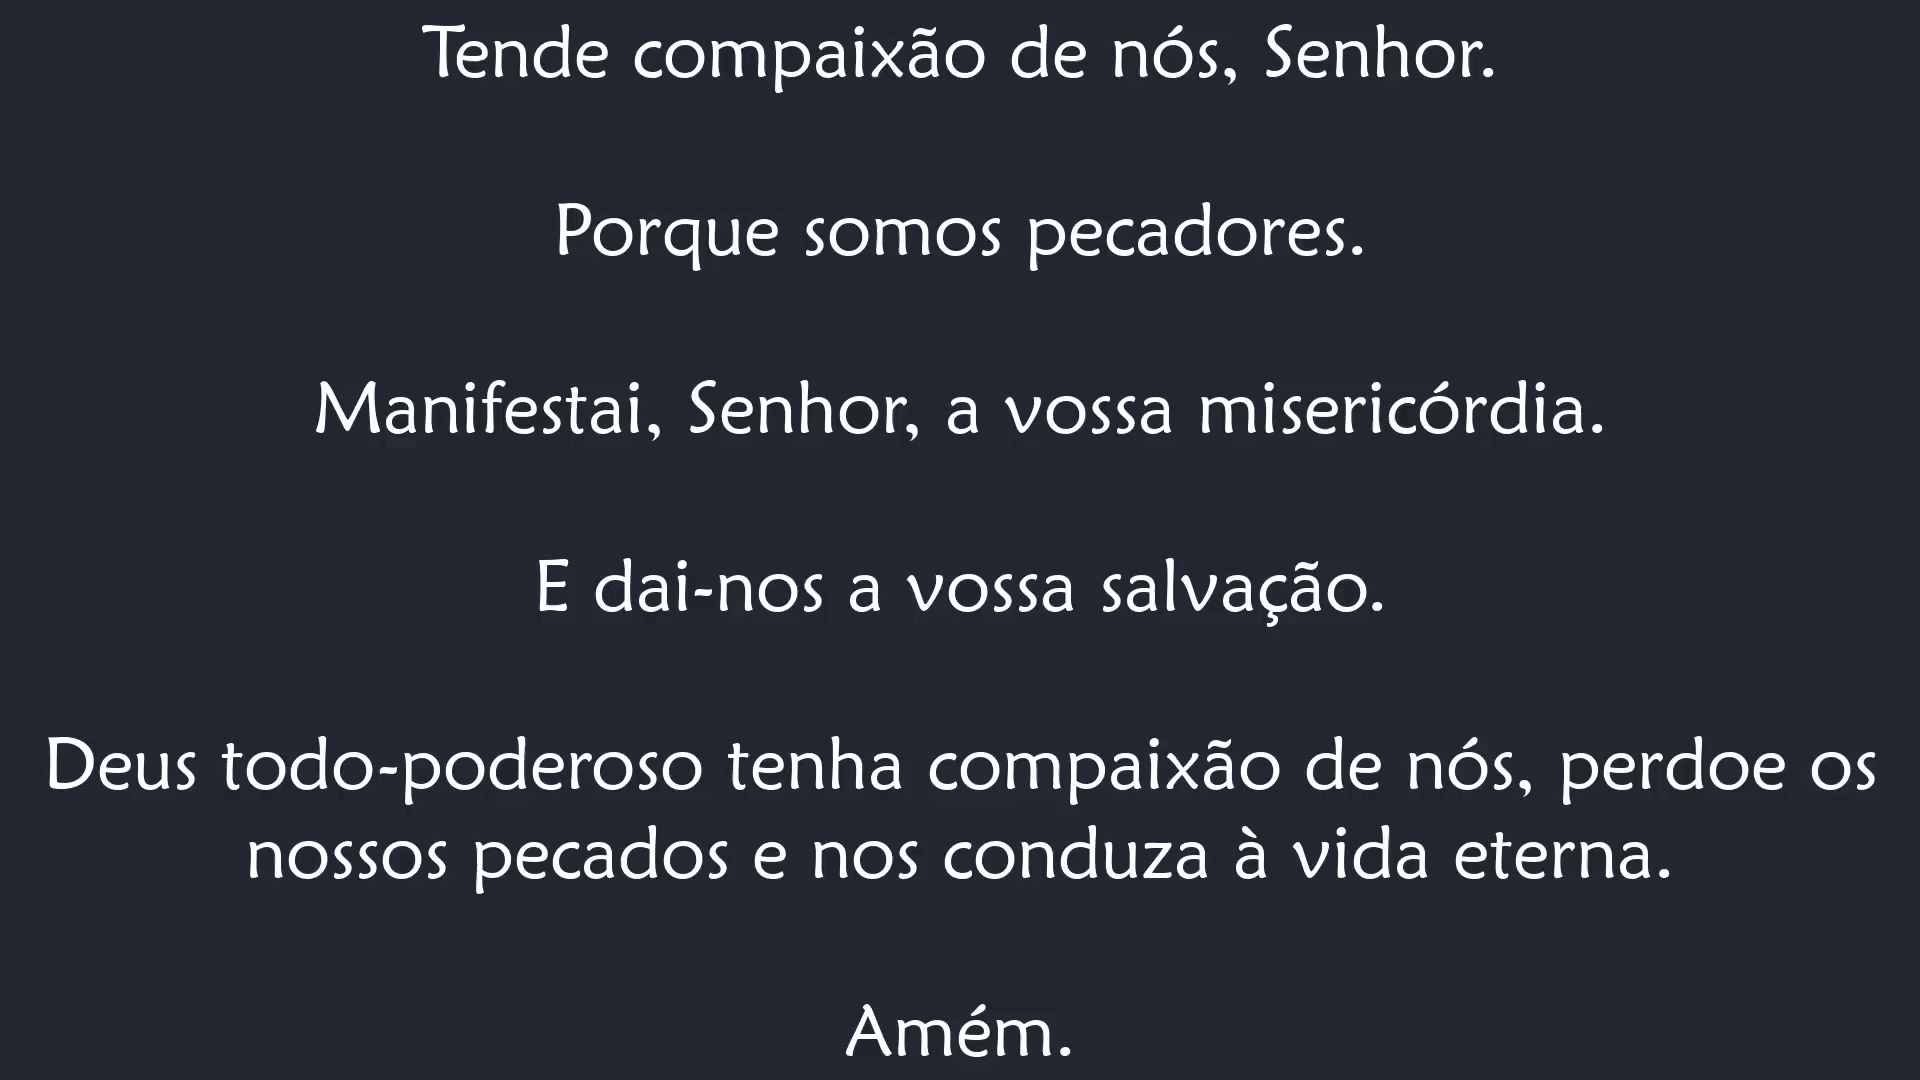 Tende compaixão de nós, Senhor.
Porque somos pecadores.
Manifestai, Senhor, a vossa misericórdia.
E dai-nos a vossa salvação.
Deus todo-poderoso tenha compaixão de nós, perdoe os
nossos pecados e nos conduza à vida eterna.
Amém.